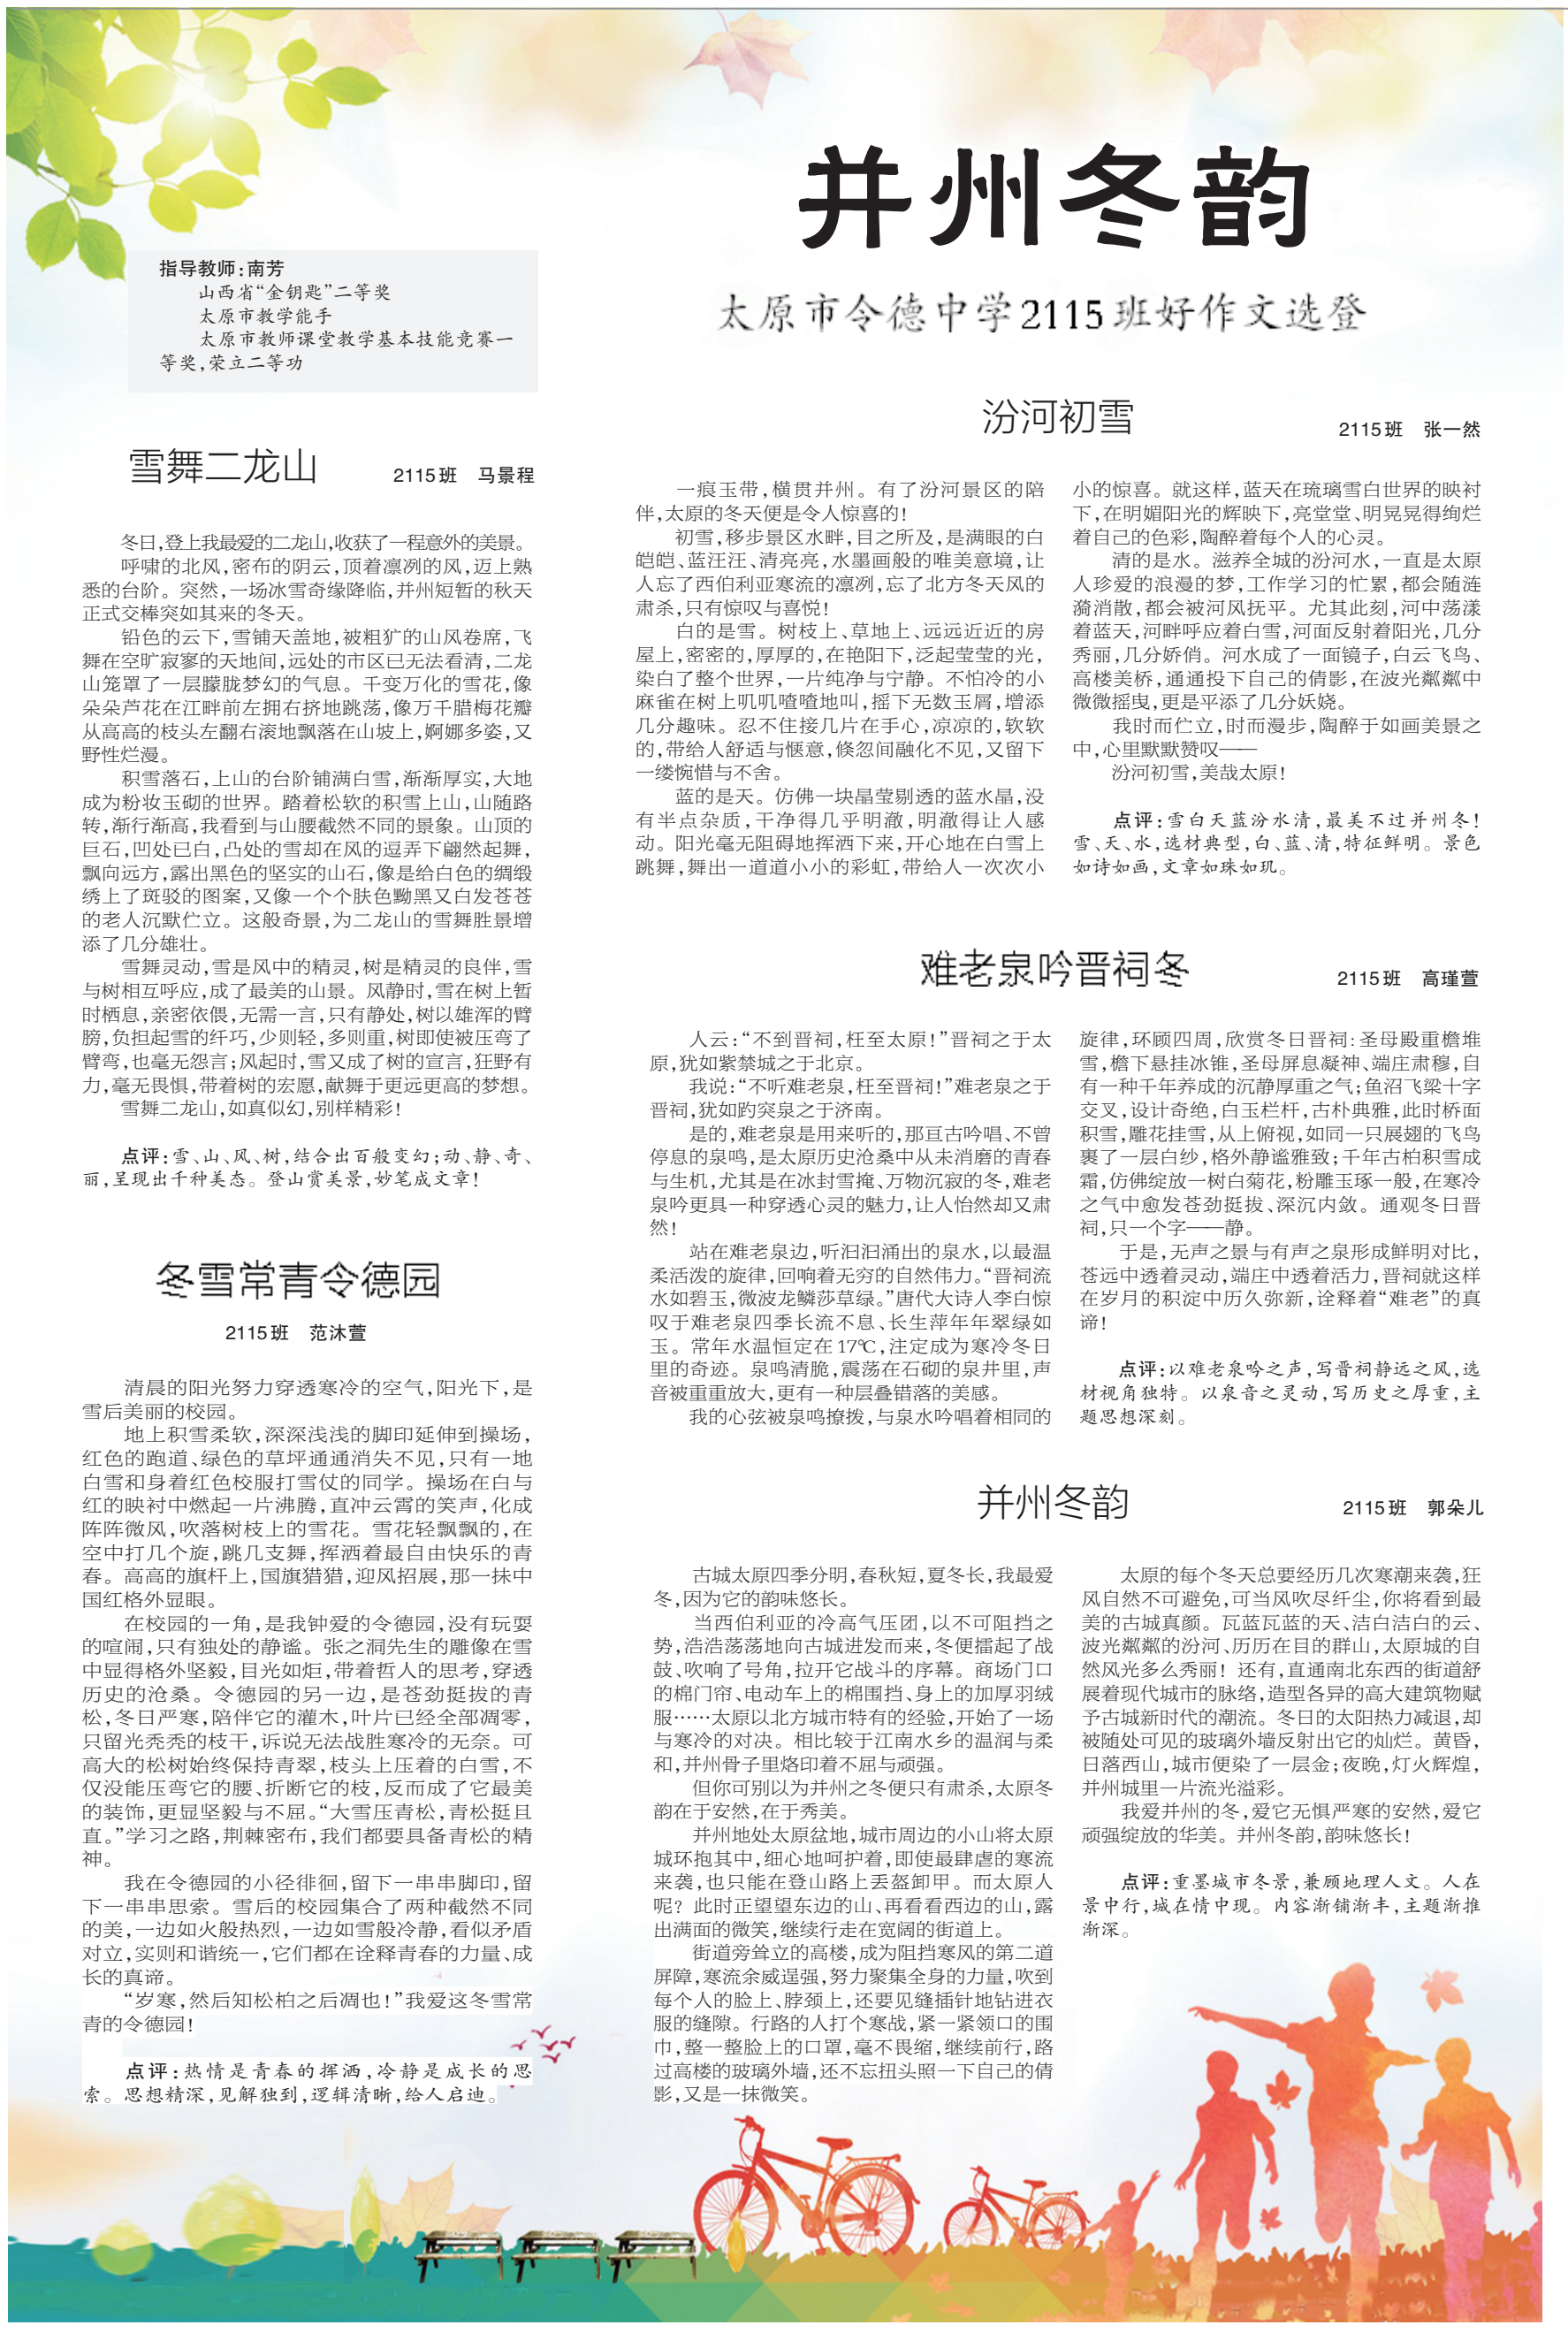 并州冬韵
太原市令德中学2115班好作文选登
指导教师：南芳
山西省“金钥匙”二等奖
太原市教学能手
太原市教师课堂教学基本技能竞赛一
等奖，荣立二等功
雪舞二龙山
2115班　马景程
冬日，登上我最爱的二龙山，收获了一程意外的美景。
呼啸的北风，密布的阴云，顶着凛冽的风，迈上熟
悉的台阶。突然，一场冰雪奇缘降临，并州短暂的秋天
正式交棒突如其来的冬天。
铅色的云下，雪铺天盖地，被粗犷的山风卷席，飞
舞在空旷寂寥的天地间，远处的市区已无法看清，二龙
山笼罩了一层朦胧梦幻的气息。千变万化的雪花，像
朵朵芦花在江畔前左拥右挤地跳荡，像万千腊梅花瓣
从高高的枝头左翻右滚地飘落在山坡上，婀娜多姿，又
野性烂漫。
积雪落石，上山的台阶铺满白雪，渐渐厚实，大地
成为粉妆玉砌的世界。踏着松软的积雪上山，山随路
转，渐行渐高，我看到与山腰截然不同的景象。山顶的
巨石，凹处已白，凸处的雪却在风的逗弄下翩然起舞，
飘向远方，露出黑色的坚实的山石，像是给白色的绸缎
绣上了斑驳的图案，又像一个个肤色黝黑又白发苍苍
的老人沉默伫立。这般奇景，为二龙山的雪舞胜景增
添了几分雄壮。
雪舞灵动，雪是风中的精灵，树是精灵的良伴，雪
与树相互呼应，成了最美的山景。风静时，雪在树上暂
时栖息，亲密依偎，无需一言，只有静处，树以雄浑的臂
膀，负担起雪的纤巧，少则轻，多则重，树即使被压弯了
臂弯，也毫无怨言；风起时，雪又成了树的宣言，狂野有
力，毫无畏惧，带着树的宏愿，献舞于更远更高的梦想。
雪舞二龙山，如真似幻，别样精彩！
点评：雪、山、风、树，结合出百般变幻；动、静、奇、
丽，呈现出千种美态。登山赏美景，妙笔成文章！
冬雪常青令德园
2115班　范沐萱
清晨的阳光努力穿透寒冷的空气，阳光下，是
雪后美丽的校园。
地上积雪柔软，深深浅浅的脚印延伸到操场，
红色的跑道、绿色的草坪通通消失不见，只有一地
白雪和身着红色校服打雪仗的同学。操场在白与
红的映衬中燃起一片沸腾，直冲云霄的笑声，化成
阵阵微风，吹落树枝上的雪花。雪花轻飘飘的，在
空中打几个旋，跳几支舞，挥洒着最自由快乐的青
春。高高的旗杆上，国旗猎猎，迎风招展，那一抹中
国红格外显眼。
在校园的一角，是我钟爱的令德园，没有玩耍
的喧闹，只有独处的静谧。张之洞先生的雕像在雪
中显得格外坚毅，目光如炬，带着哲人的思考，穿透
历史的沧桑。令德园的另一边，是苍劲挺拔的青
松，冬日严寒，陪伴它的灌木，叶片已经全部凋零，
只留光秃秃的枝干，诉说无法战胜寒冷的无奈。可
高大的松树始终保持青翠，枝头上压着的白雪，不
仅没能压弯它的腰、折断它的枝，反而成了它最美
的装饰，更显坚毅与不屈。“大雪压青松，青松挺且
直。”学习之路，荆棘密布，我们都要具备青松的精
神。
我在令德园的小径徘徊，留下一串串脚印，留
下一串串思索。雪后的校园集合了两种截然不同
的美，一边如火般热烈，一边如雪般冷静，看似矛盾
对立，实则和谐统一，它们都在诠释青春的力量、成
长的真谛。
“岁寒，然后知松柏之后凋也！”我爱这冬雪常
青的令德园！
点评：热情是青春的挥洒，冷静是成长的思
索。思想精深，见解独到，逻辑清晰，给人启迪。
汾河初雪
2115班　张一然
一痕玉带，横贯并州。有了汾河景区的陪
伴，太原的冬天便是令人惊喜的！
初雪，移步景区水畔，目之所及，是满眼的白
皑皑、蓝汪汪、清亮亮，水墨画般的唯美意境，让
人忘了西伯利亚寒流的凛冽，忘了北方冬天风的
肃杀，只有惊叹与喜悦！
白的是雪。树枝上、草地上、远远近近的房
屋上，密密的，厚厚的，在艳阳下，泛起莹莹的光，
染白了整个世界，一片纯净与宁静。不怕冷的小
麻雀在树上叽叽喳喳地叫，摇下无数玉屑，增添
几分趣味。忍不住接几片在手心，凉凉的，软软
的，带给人舒适与惬意，倏忽间融化不见，又留下
一缕惋惜与不舍。
蓝的是天。仿佛一块晶莹剔透的蓝水晶，没
有半点杂质，干净得几乎明澈，明澈得让人感
动。阳光毫无阻碍地挥洒下来，开心地在白雪上
跳舞，舞出一道道小小的彩虹，带给人一次次小
小的惊喜。就这样，蓝天在琉璃雪白世界的映衬
下，在明媚阳光的辉映下，亮堂堂、明晃晃得绚烂
着自己的色彩，陶醉着每个人的心灵。
清的是水。滋养全城的汾河水，一直是太原
人珍爱的浪漫的梦，工作学习的忙累，都会随涟
漪消散，都会被河风抚平。尤其此刻，河中荡漾
着蓝天，河畔呼应着白雪，河面反射着阳光，几分
秀丽，几分娇俏。河水成了一面镜子，白云飞鸟、
高楼美桥，通通投下自己的倩影，在波光粼粼中
微微摇曳，更是平添了几分妖娆。
我时而伫立，时而漫步，陶醉于如画美景之
中，心里默默赞叹——
汾河初雪，美哉太原！
点评：雪白天蓝汾水清，最美不过并州冬！
雪、天、水，选材典型，白、蓝、清，特征鲜明。景色
如诗如画，文章如珠如玑。
难老泉吟晋祠冬
2115班　高瑾萱
人云：“不到晋祠，枉至太原！”晋祠之于太
原，犹如紫禁城之于北京。
我说：“不听难老泉，枉至晋祠！”难老泉之于
晋祠，犹如趵突泉之于济南。
是的，难老泉是用来听的，那亘古吟唱、不曾
停息的泉鸣，是太原历史沧桑中从未消磨的青春
与生机，尤其是在冰封雪掩、万物沉寂的冬，难老
泉吟更具一种穿透心灵的魅力，让人怡然却又肃
然！
站在难老泉边，听汩汩涌出的泉水，以最温
柔活泼的旋律，回响着无穷的自然伟力。“晋祠流
水如碧玉，微波龙鳞莎草绿。”唐代大诗人李白惊
叹于难老泉四季长流不息、长生萍年年翠绿如
玉。常年水温恒定在17℃，注定成为寒冷冬日
里的奇迹。泉鸣清脆，震荡在石砌的泉井里，声
音被重重放大，更有一种层叠错落的美感。
我的心弦被泉鸣撩拨，与泉水吟唱着相同的
旋律，环顾四周，欣赏冬日晋祠：圣母殿重檐堆
雪，檐下悬挂冰锥，圣母屏息凝神、端庄肃穆，自
有一种千年养成的沉静厚重之气；鱼沼飞梁十字
交叉，设计奇绝，白玉栏杆，古朴典雅，此时桥面
积雪，雕花挂雪，从上俯视，如同一只展翅的飞鸟
裹了一层白纱，格外静谧雅致；千年古柏积雪成
霜，仿佛绽放一树白菊花，粉雕玉琢一般，在寒冷
之气中愈发苍劲挺拔、深沉内敛。通观冬日晋
祠，只一个字——静。
于是，无声之景与有声之泉形成鲜明对比，
苍远中透着灵动，端庄中透着活力，晋祠就这样
在岁月的积淀中历久弥新，诠释着“难老”的真
谛！
点评：以难老泉吟之声，写晋祠静远之风，选
材视角独特。以泉音之灵动，写历史之厚重，主
题思想深刻。
并州冬韵
2115班　郭朵儿
古城太原四季分明，春秋短，夏冬长，我最爱
冬，因为它的韵味悠长。
当西伯利亚的冷高气压团，以不可阻挡之
势，浩浩荡荡地向古城进发而来，冬便擂起了战
鼓、吹响了号角，拉开它战斗的序幕。商场门口
的棉门帘、电动车上的棉围挡、身上的加厚羽绒
服……太原以北方城市特有的经验，开始了一场
与寒冷的对决。相比较于江南水乡的温润与柔
和，并州骨子里烙印着不屈与顽强。
但你可别以为并州之冬便只有肃杀，太原冬
韵在于安然，在于秀美。
并州地处太原盆地，城市周边的小山将太原
城环抱其中，细心地呵护着，即使最肆虐的寒流
来袭，也只能在登山路上丢盔卸甲。而太原人
呢？此时正望望东边的山、再看看西边的山，露
出满面的微笑，继续行走在宽阔的街道上。
街道旁耸立的高楼，成为阻挡寒风的第二道
屏障，寒流余威逞强，努力聚集全身的力量，吹到
每个人的脸上、脖颈上，还要见缝插针地钻进衣
服的缝隙。行路的人打个寒战，紧一紧领口的围
巾，整一整脸上的口罩，毫不畏缩，继续前行，路
过高楼的玻璃外墙，还不忘扭头照一下自己的倩
影，又是一抹微笑。
太原的每个冬天总要经历几次寒潮来袭，狂
风自然不可避免，可当风吹尽纤尘，你将看到最
美的古城真颜。瓦蓝瓦蓝的天、洁白洁白的云、
波光粼粼的汾河、历历在目的群山，太原城的自
然风光多么秀丽！还有，直通南北东西的街道舒
展着现代城市的脉络，造型各异的高大建筑物赋
予古城新时代的潮流。冬日的太阳热力减退，却
被随处可见的玻璃外墙反射出它的灿烂。黄昏，
日落西山，城市便染了一层金；夜晚，灯火辉煌，
并州城里一片流光溢彩。
我爱并州的冬，爱它无惧严寒的安然，爱它
顽强绽放的华美。并州冬韵，韵味悠长！
点评：重墨城市冬景，兼顾地理人文。人在
景中行，城在情中现。内容渐铺渐丰，主题渐推
渐深。